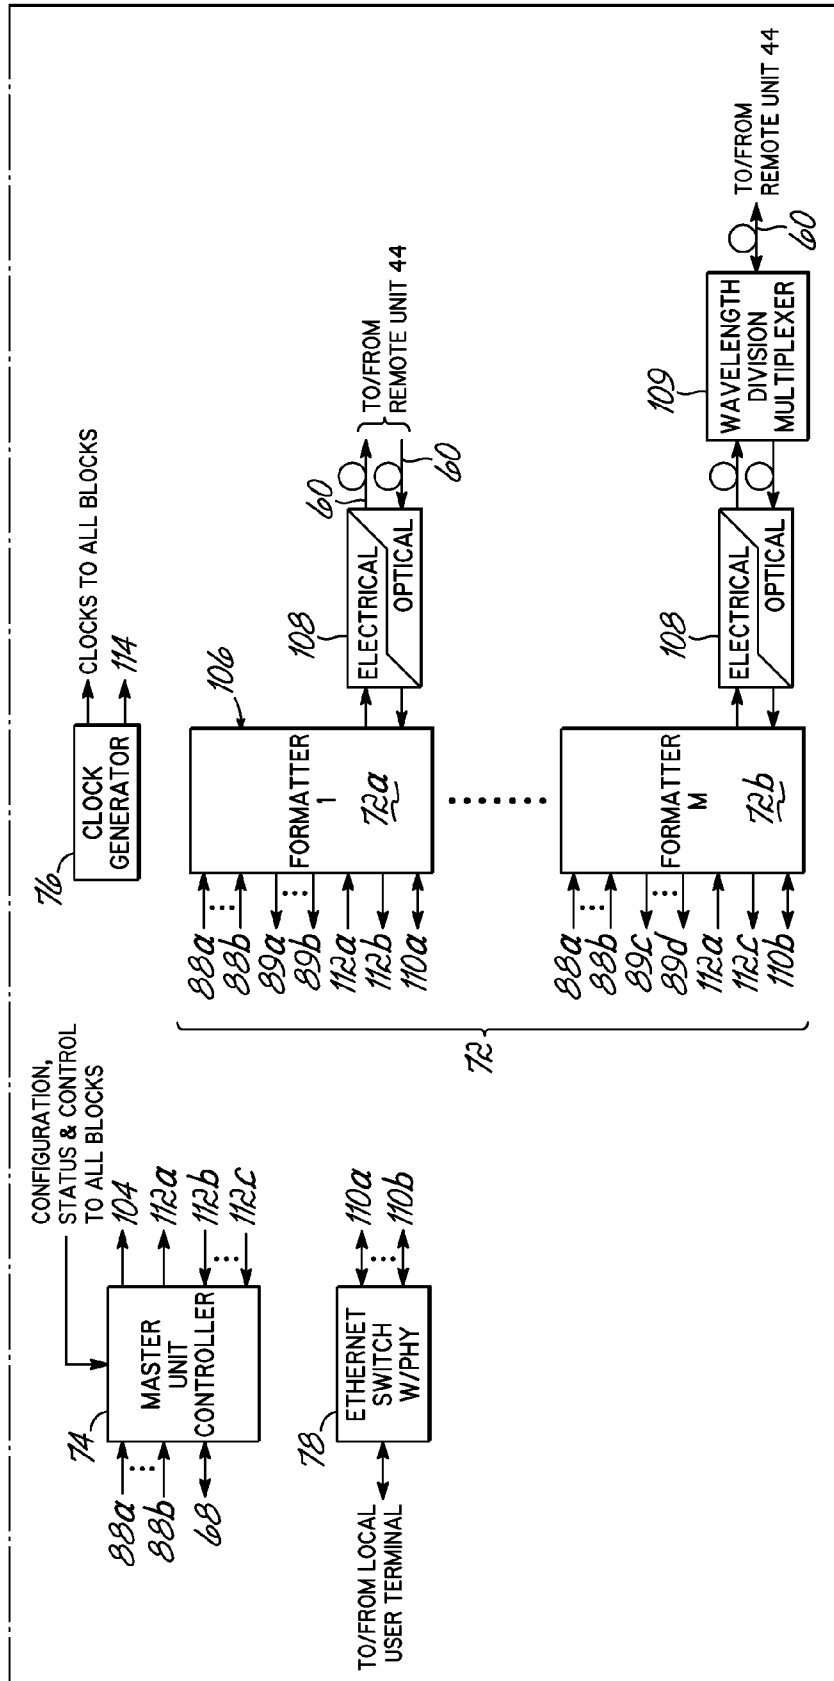 CONFIGURATION,
STATUS & CONTROL
TO ALL BLOCKS
74
MASTER
UNIT
CONTROLLER
88a
88b
68
104
112a
112b
112c
78
ETHERNET
SWITCH
W/PHY
TO/FROM LOCAL
USER TERMINAL
110a
110b
76
CLOCK
GENERATOR
CLOCKS TO ALL BLOCKS
114
72
88a
88b
89a
89b
112a
112b
110a
FORMATTER
1
72a
106
108
ELECTRICAL
OPTICAL
60
60
TO/FROM
REMOTE UNIT 44
88a
88b
89c
89d
112a
112c
110b
FORMATTER
M
72b
108
ELECTRICAL
OPTICAL
109
WAVELENGTH
DIVISION
MULTIPLEXER
60
TO/FROM
REMOTE UNIT 44